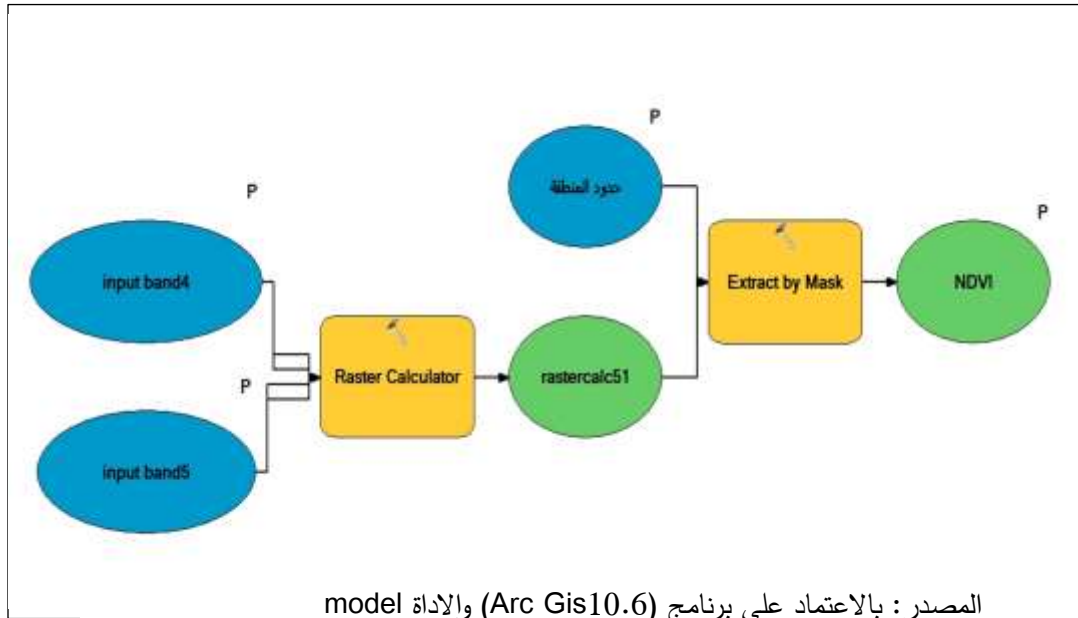 P
حدود المنطقة
P
P
input band4
Extract by Mask
NDVI
Raster Calculator
rastercalc51
P
input band5
المصدر : بالاعتماد على برنامج (Arc Gis10.6) والاداة model